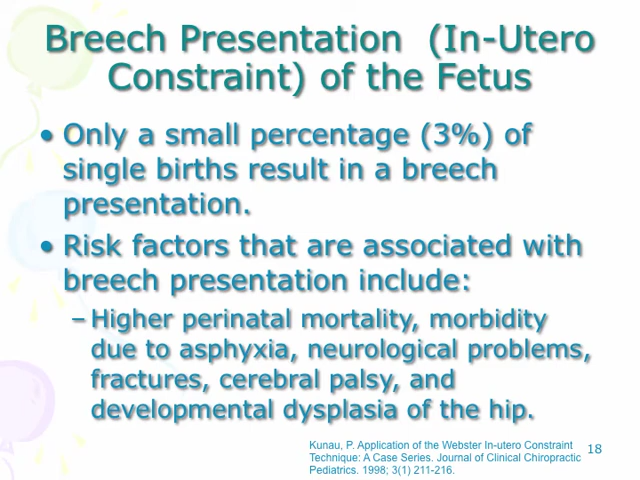 Breech Presentation (In-Utero
Constraint) of the Fetus
• Only a small percentage (3%) of
single births result in a breech
presentation.
• Risk factors that are associated with
breech presentation include:
– Higher perinatal mortality, morbidity
due to asphyxia, neurological problems,
fractures, cerebral palsy, and
developmental dysplasia of the hip.
Kunau, P. Application of the Webster In-utero Constraint
Technique: A Case Series. Journal of Clinical Chiropractic
Pediatrics. 1998; 3(1) 211-216.
18